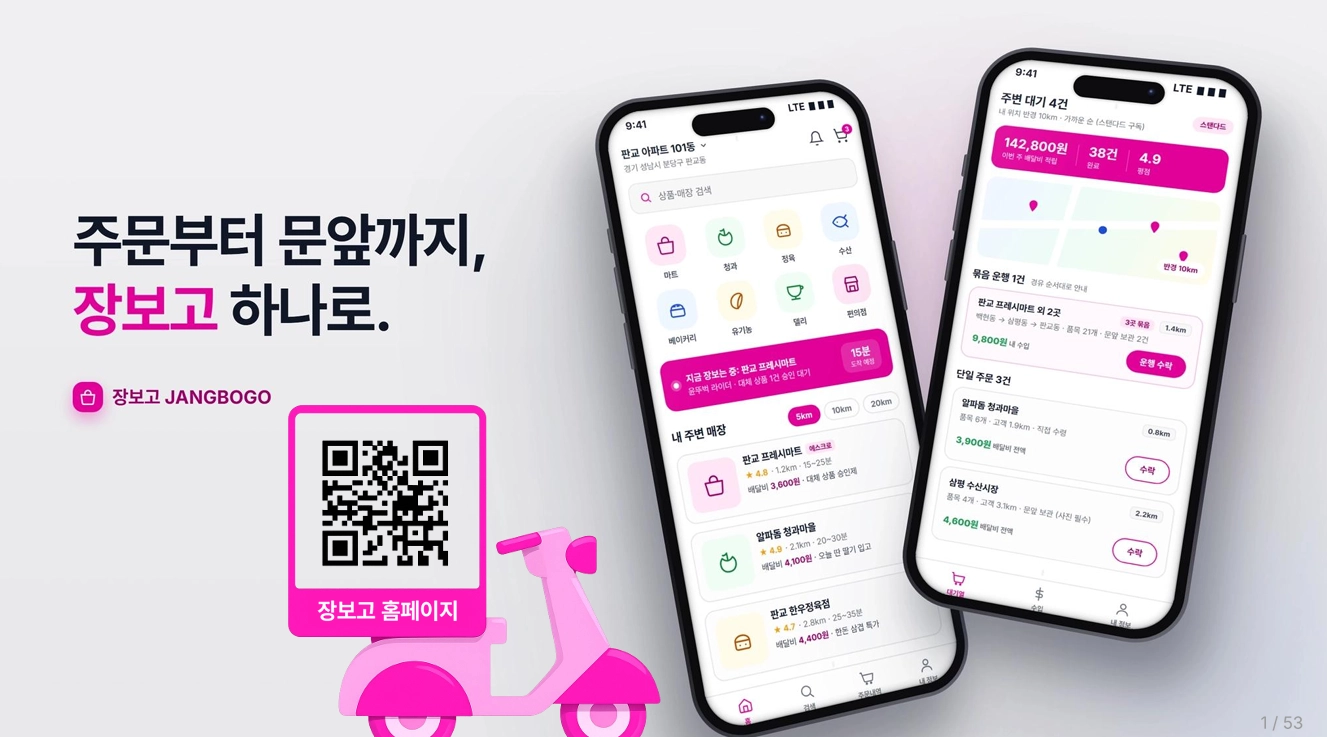 주문부터 문앞까지,
장보고 하나로.
장보고 JANGBOGO
장보고 홈페이지
9:41
LTE
판교 아파트 101동
경기 성남시 분당구 판교동
3
상품·매장 검색
마트
청과
정육
수산
베이커리
유기농
델리
편의점
지금 장보는 중: 판교 프레시마트
윤뚜벅 라이더 · 대체 상품 1건 승인 대기
15분
도착 예정
내 주변 매장
5km
10km
20km
판교 프레시마트 에스크로
★ 4.8 · 1.2km · 15~25분
배달비 3,600원 · 대체 상품 승인제
알파돔 청과마을
★ 4.9 · 2.1km · 20~30분
배달비 4,100원 · 오늘 딴 딸기 입고
판교 한우정육점
★ 4.7 · 2.8km · 25~35분
배달비 4,400원 · 한돈 삼겹 특가
홈
검색
주문내역
내 정보
9:41
LTE
주변 대기 4건
내 위치 반경 10km · 가까운 순 (스탠다드 구독)
스탠다드
142,800원
이번 주 배달비 적립
38건
완료
4.9
평점
반경 10km
묶음 운행 1건 경유 순서대로 안내
판교 프레시마트 외 2곳
3곳 묶음
1.4km
백현동 → 삼평동 → 판교동 · 품목 21개 · 문앞 보관 2건
9,800원 내 수입
운행 수락
단일 주문 3건
알파돔 청과마을
0.8km
품목 6개 · 고객 1.9km · 직접 수령
3,900원 배달비 전액
수락
삼평 수산시장
2.2km
품목 4개 · 고객 3.1km · 문앞 보관 (사진 필수)
4,600원 배달비 전액
수락
대기열
수입
내 정보
1 / 53